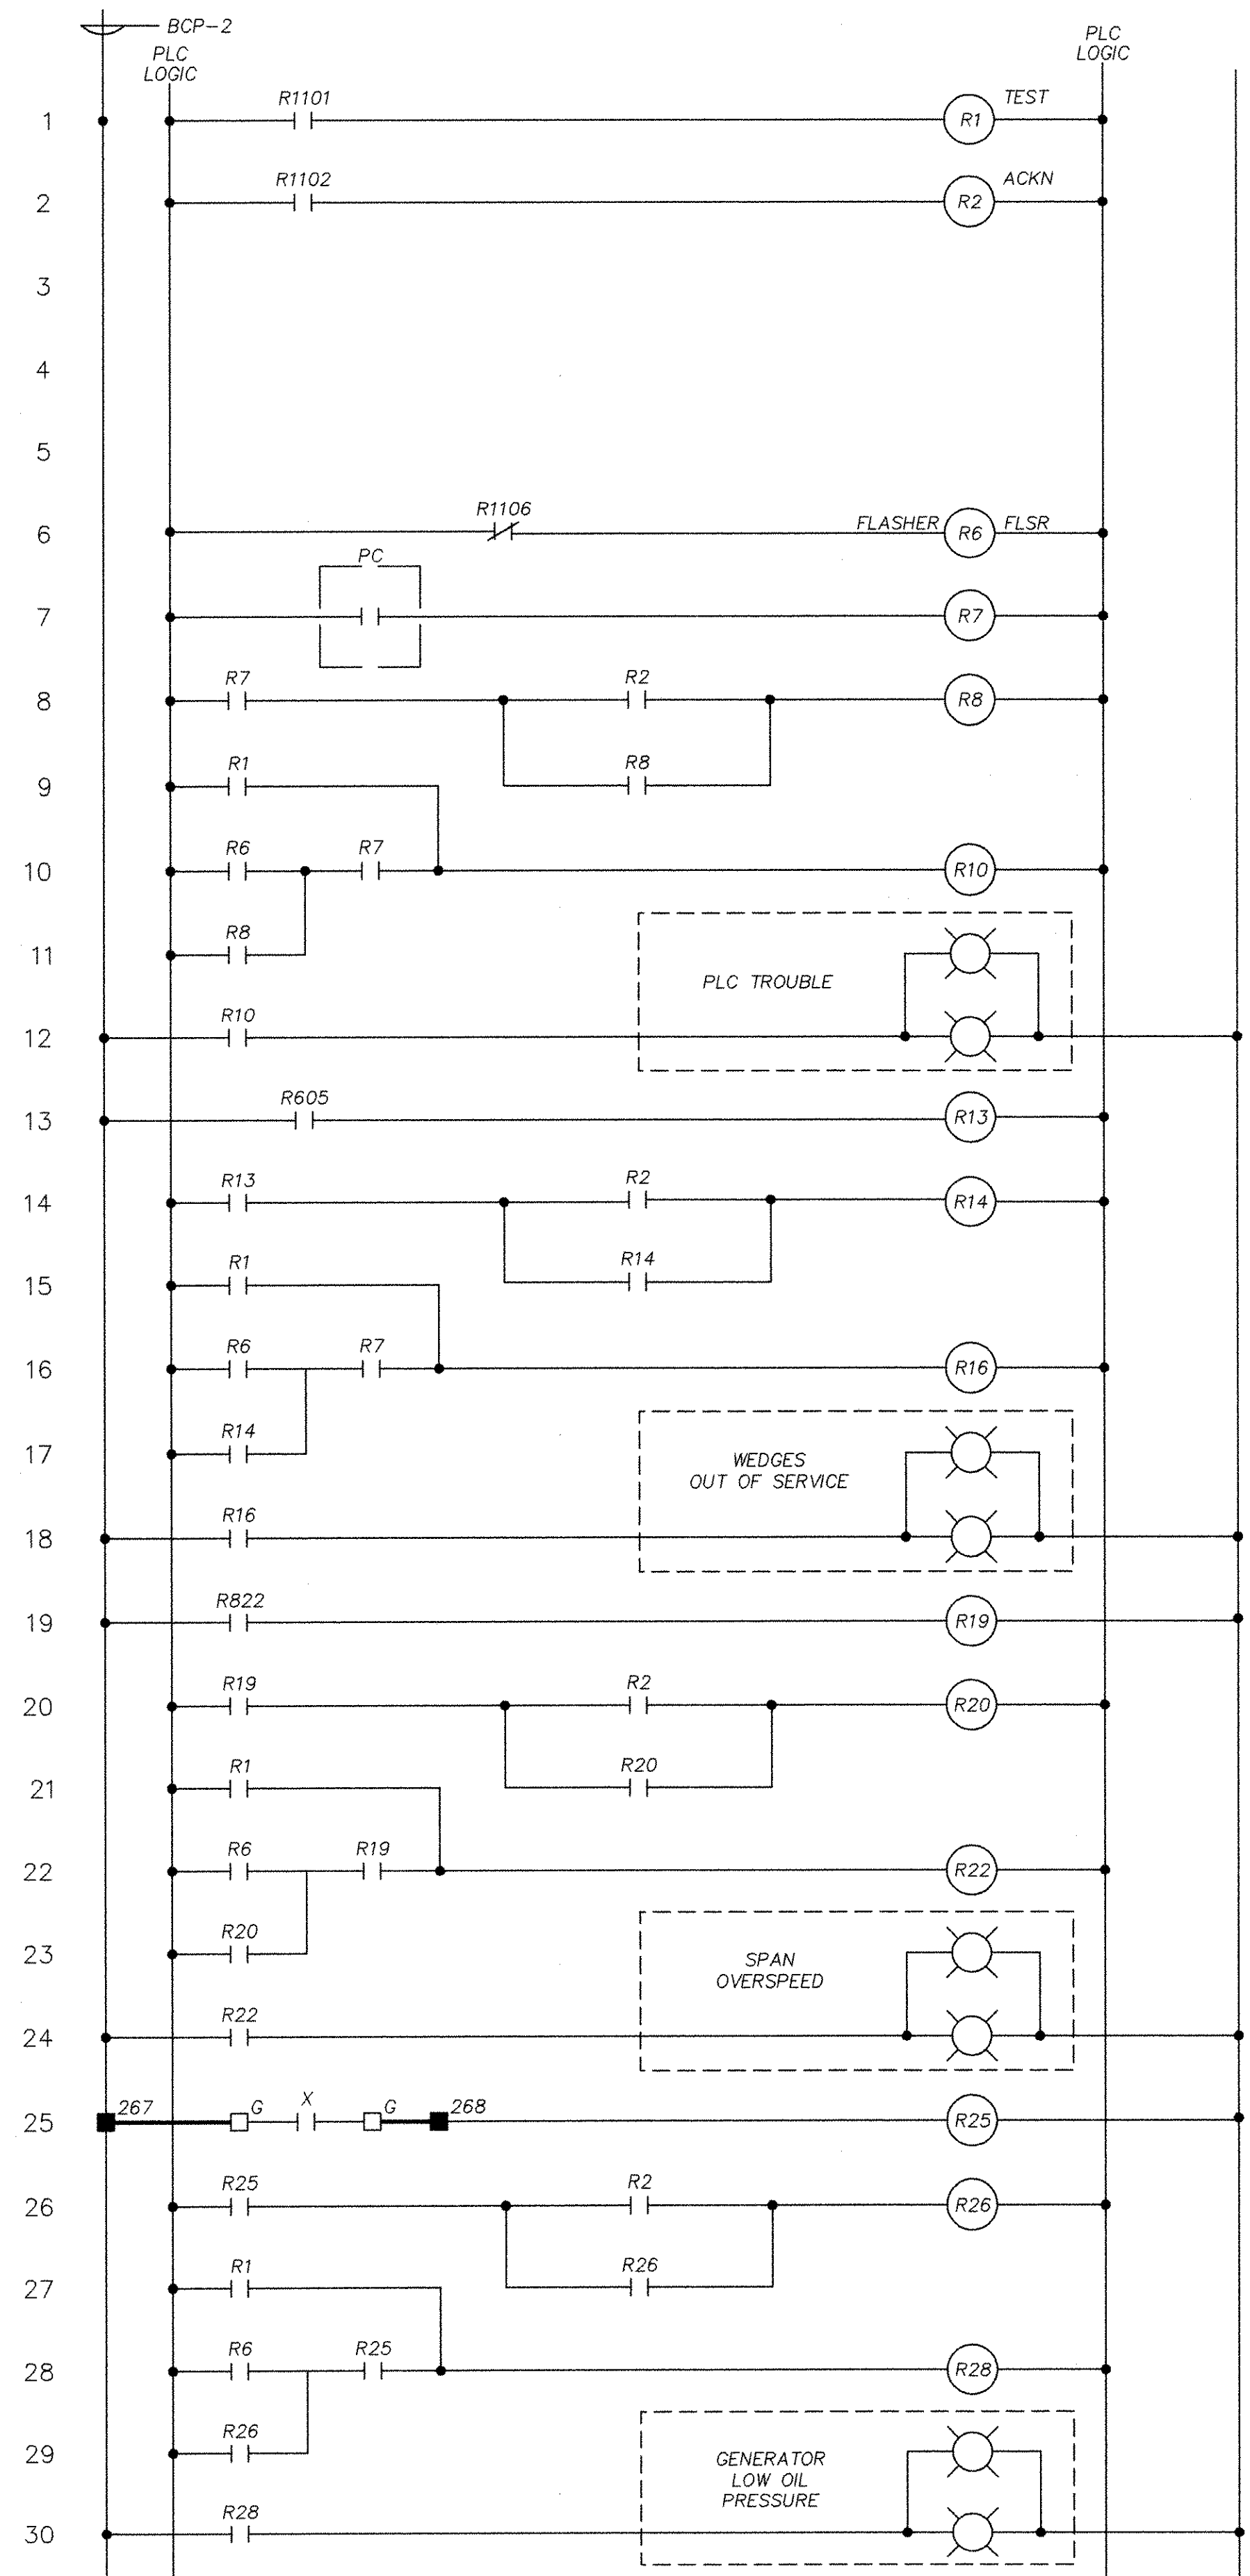 BCP-2
PLC
LOGIC
PLC
LOGIC
1 R1101 R1 TEST
2 R1102 R2 ACKN
3
4
5
6 R1106 FLASHER R6 FLSR
PC
7 R7
8 R7 R2 R8
R8
9 R1
10 R6 R7 R10
11 R8
PLC TROUBLE
12 R10
13 R605 R13
14 R13 R2 R14
R14
15 R1
16 R6 R7 R16
17 R14
WEDGES
OUT OF SERVICE
18 R16
19 R822 R19
20 R19 R2 R20
R20
21 R1
22 R6 R19 R22
23 R20
SPAN
OVERSPEED
24 R22
25 267 G X G 268 R25
26 R25 R2 R26
R26
27 R1
28 R6 R25 R28
29 R26
GENERATOR
LOW OIL
PRESSURE
30 R28